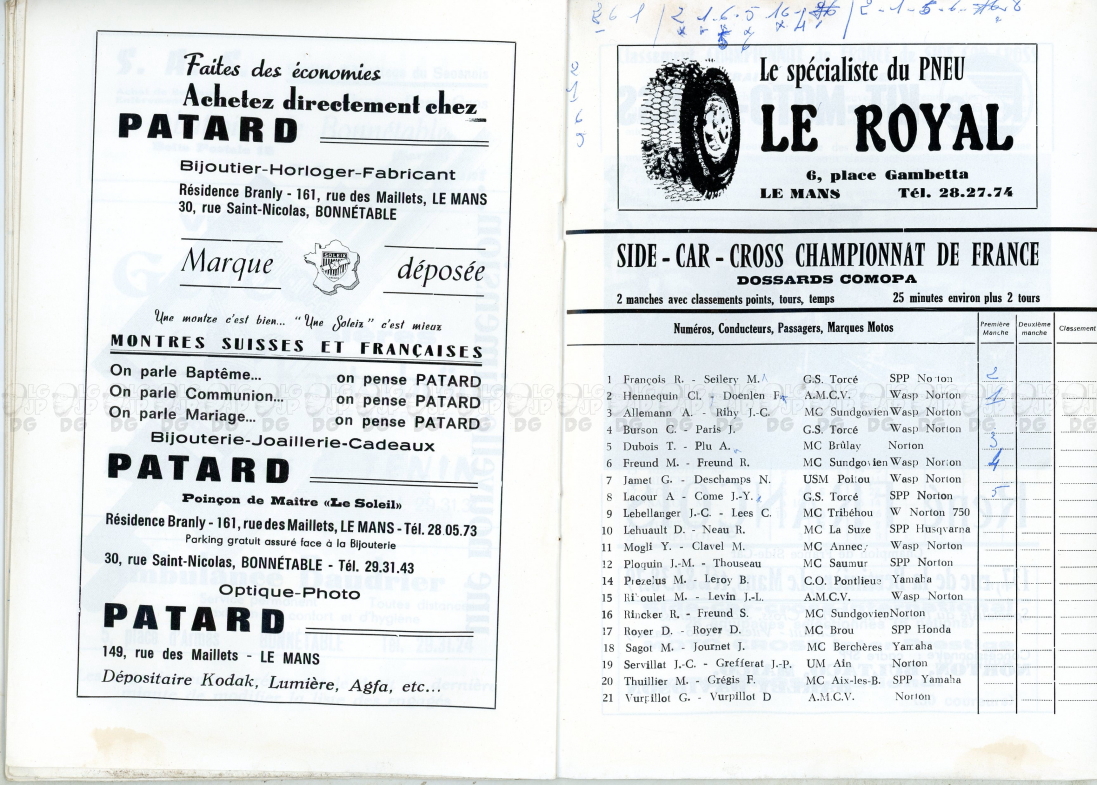 Faites des économies
Achetez directement chez
PATARD
Bijoutier-Horloger-Fabricant
Résidence Branly - 161, rue des Maillets, LE MANS
30, rue Saint-Nicolas, BONNÉTABLE
Marque SOLEIX déposée
Une montre c'est bien... "Une Soleix" c'est mieux
MONTRES SUISSES ET FRANÇAISES
On parle Baptême... on pense PATARD
On parle Communion... on pense PATARD
On parle Mariage... on pense PATARD
Bijouterie-Joaillerie-Cadeaux
PATARD
Poinçon de Maître «Le Soleil»
Résidence Branly - 161, rue des Maillets, LE MANS - Tél. 28.05.73
Parking gratuit assuré face à la Bijouterie
30, rue Saint-Nicolas, BONNÉTABLE - Tél. 29.31.43
Optique-Photo
PATARD
149, rue des Maillets - LE MANS
Dépositaire Kodak, Lumière, Agfa, etc...
Le spécialiste du PNEU
LE ROYAL
6, place Gambetta
LE MANS Tél. 28.27.74
SIDE - CAR - CROSS CHAMPIONNAT DE FRANCE
DOSSARDS COMOPA
2 manches avec classements points, tours, temps 25 minutes environ plus 2 tours
Numéros, Conducteurs, Passagers, Marques Motos Première Manche Deuxième manche Classement
1 François R. - Seilery M. G.S. Torcé SPP Norton 2
2 Hennequin Cl. - Doenlen F. A.M.C.V. Wasp Norton 1
3 Allemann A. - Rihy J.-C. MC Sundgovien Wasp Norton
4 Burson C. - Paris J. G.S. Torcé Wasp Norton
5 Dubois T. - Plu A. MC Brûlay Norton 3
6 Freund M. - Freund R. MC Sundgovien Wasp Norton 4
7 Jamet G. - Deschamps N. USM Poitou Wasp Norton
8 Lacour A - Come J.-Y. G.S. Torcé SPP Norton 5
9 Lebellanger J.-C. - Lees C. MC Tribéhou W Norton 750
10 Lehuault D. - Neau R. MC La Suze SPP Husqvarna
11 Mogli Y. - Clavel M. MC Annecy Wasp Norton
12 Ploquin J.-M. - Thouseau MC Saumur SPP Norton
14 Prezelus M. - Leroy B. C.O. Pontlieue Yamaha
15 Rioulet M. - Levin J.-L. A.M.C.V. Wasp Norton
16 Rincker R. - Freund S. MC Sundgovien Norton
17 Royer D. - Royer D. MC Brou SPP Honda
18 Sagot M. - Journet J. MC Berchères Yamaha
19 Servillat J.-C. - Grefferat J.-P. UM Ain Norton
20 Thuillier M. - Grégis F. MC Aix-les-B. SPP Yamaha
21 Vurpillot G. - Vurpillot D A.M.C.V. Norton